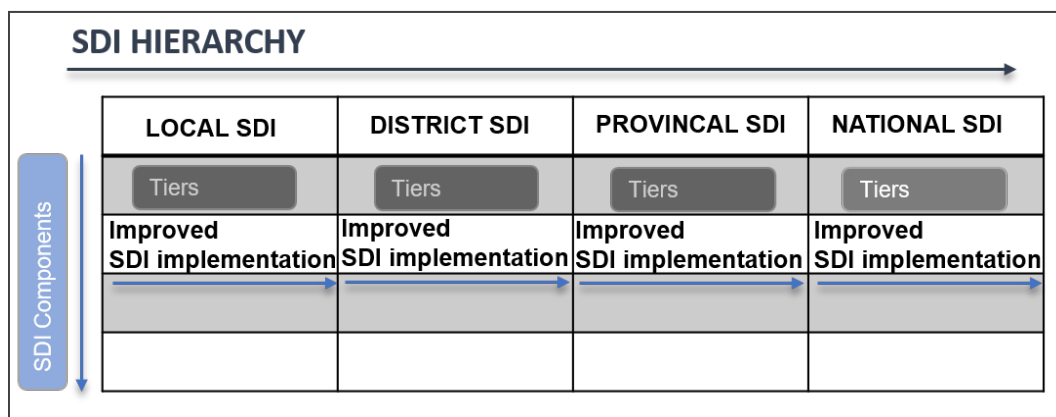 SDI HIERARCHY
LOCAL SDI
DISTRICT SDI
PROVINCAL SDI
NATIONAL SDI
SDI Components
Tiers
Tiers
Tiers
Tiers
Improved
SDI implementation
Improved
SDI implementation
Improved
SDI implementation
Improved
SDI implementation